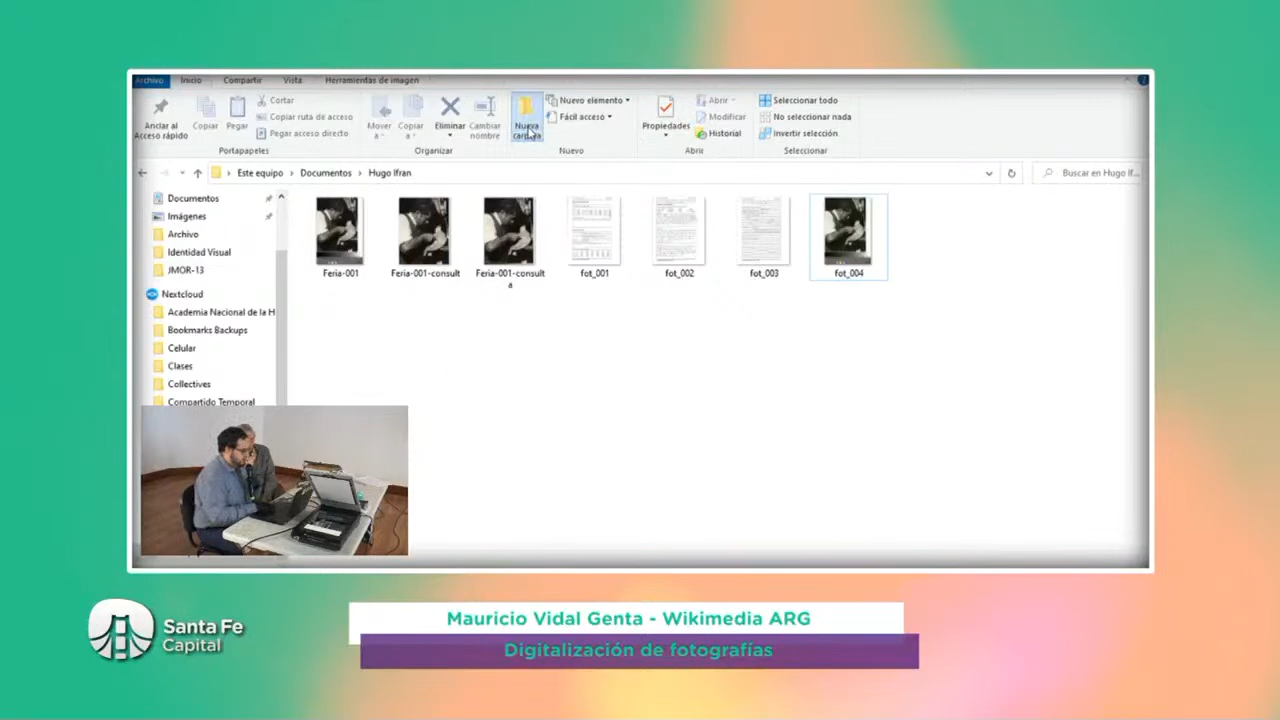 Archivo Inicio Compartir Vista Herramientas de imagen
Anclar al Acceso rápido
Copiar
Pegar
Cortar
Copiar ruta de acceso
Pegar acceso directo
Portapapeles
Mover a
Copiar a
Eliminar
Cambiar nombre
Organizar
Nueva carpeta
Nuevo elemento
Fácil acceso
Nuevo
Propiedades
Abrir
Modificar
Historial
Abrir
Seleccionar todo
No seleccionar nada
Invertir selección
Seleccionar
Este equipo > Documentos > Hugo Ifran
Buscar en Hugo If...
Documentos
Imágenes
Archivo
Identidad Visual
JMOR-13
Nextcloud
Academia Nacional de la H
Bookmarks Backups
Celular
Clases
Collectives
Compartido Temporal
Feria-001
Feria-001-consult
Feria-001-consulta
fot_001
fot_002
fot_003
fot_004
Santa Fe
Capital
Mauricio Vidal Genta - Wikimedia ARG
Digitalización de fotografías